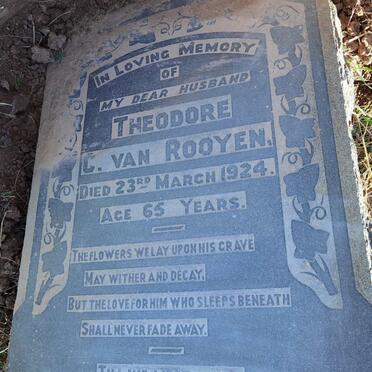 IN LOVING MEMORY
OF
MY DEAR HUSBAND
THEODORE
C. VAN ROOYEN,
DIED 23RD MARCH 1924.
AGE 65 YEARS.
THE FLOWERS WE LAY UPON HIS GRAVE
MAY WITHER AND DECAY,
BUT THE LOVE FOR HIM WHO SLEEPS BENEATH
SHALL NEVER FADE AWAY.